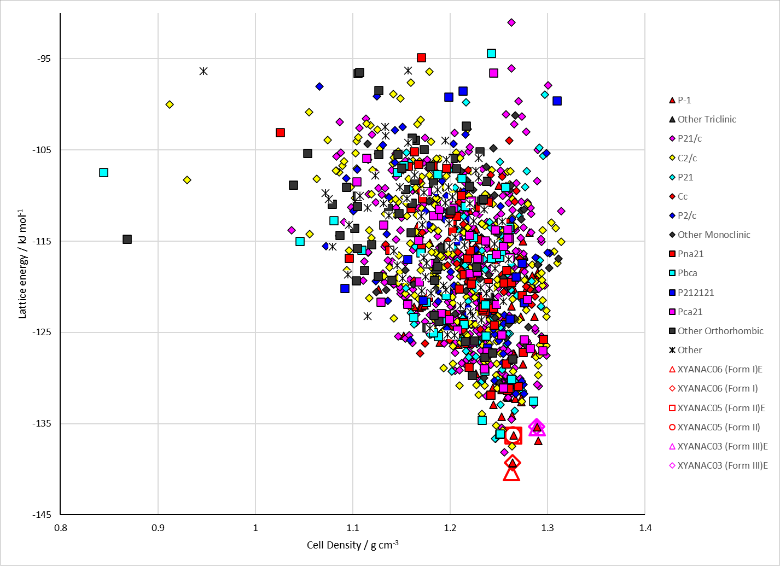 -95
-105
-115
-125
-135
-145
Lattice energy / kJ mol-1
0.8 0.9 1 1.1 1.2 1.3 1.4
Cell Density / g cm-3
P-1
Other Triclinic
P21/c
C2/c
P21
Cc
P2/c
Other Monoclinic
Pna21
Pbca
P212121
Pca21
Other Orthorhombic
Other
XYANAC06 (Form I)E
XYANAC06 (Form I)
XYANAC05 (Form II)E
XYANAC05 (Form II)
XYANAC03 (Form III)E
XYANAC03 (Form III)E